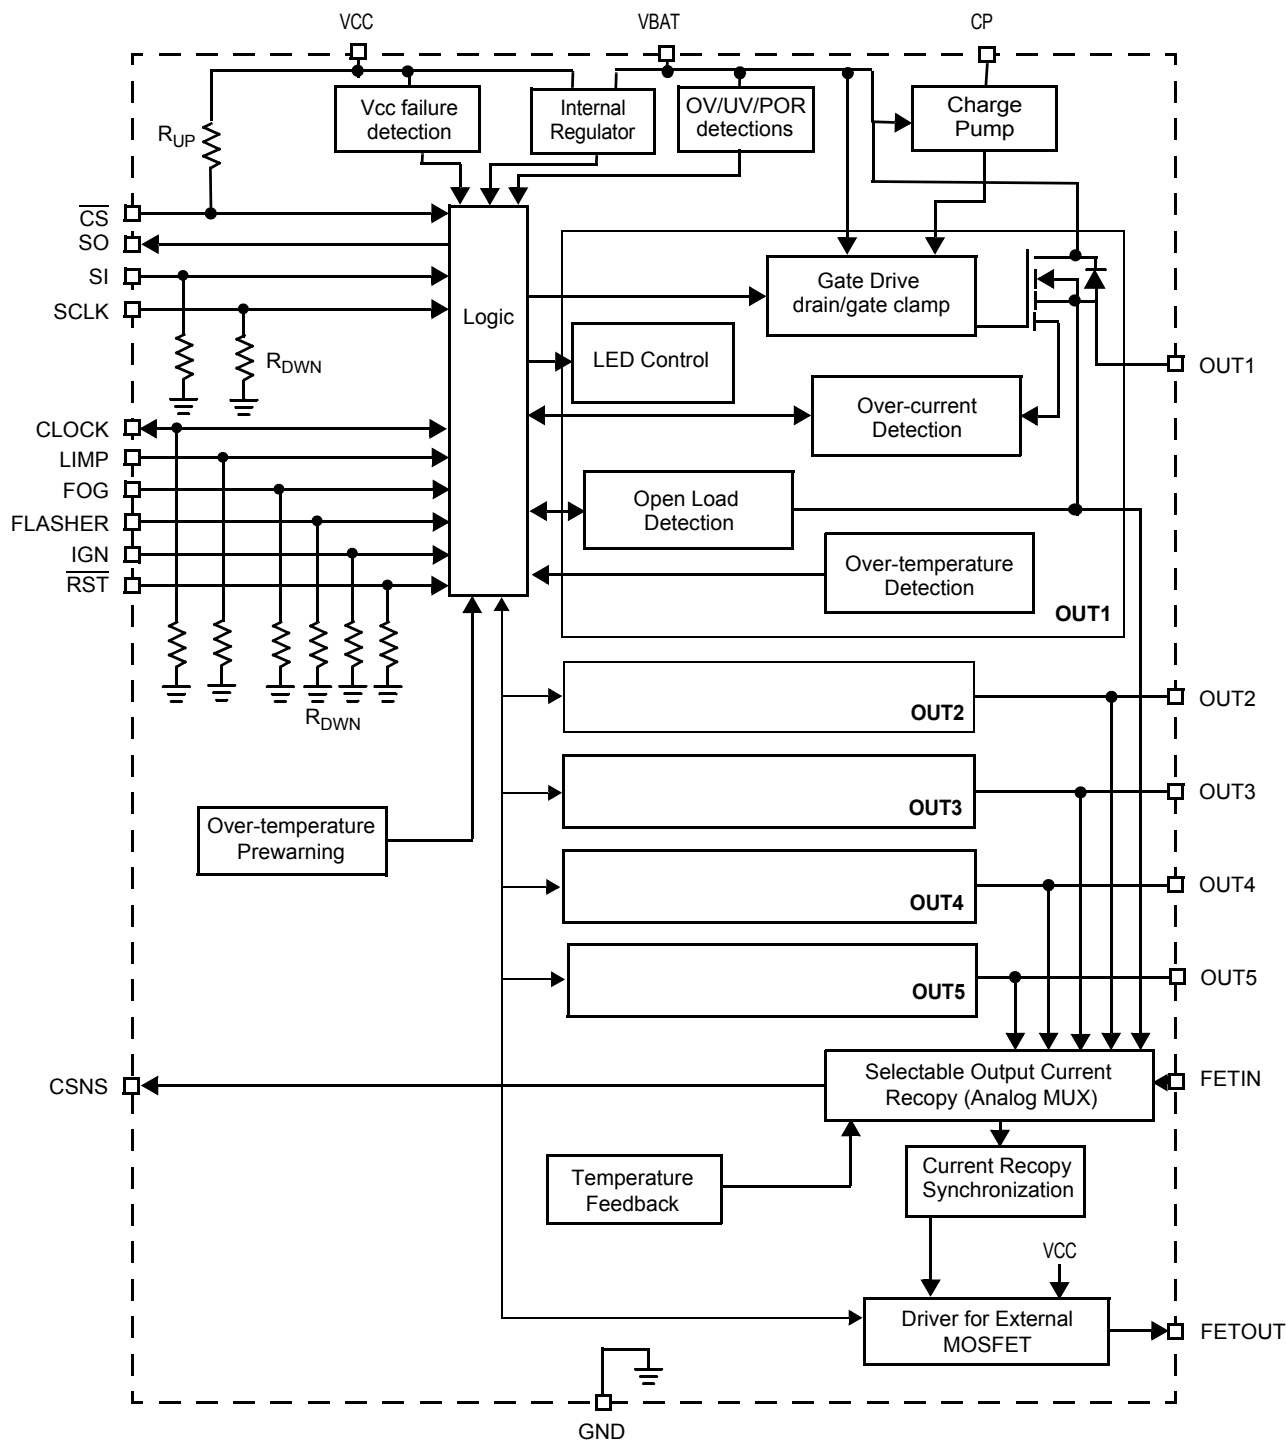 VCC
VBAT
CP
Vcc failure
detection
Internal
Regulator
OV/UV/POR
detections
Charge
Pump
RUP
CS
SO
SI
SCLK
RDWN
Logic
Gate Drive
drain/gate clamp
LED Control
OUT1
Over-current
Detection
CLOCK
LIMP
FOG
FLASHER
IGN
RST
Open Load
Detection
Over-temperature
Detection
OUT1
RDWN
OUT2
OUT2
OUT3
OUT3
Over-temperature
Prewarning
OUT4
OUT4
OUT5
OUT5
CSNS
Selectable Output Current
Recopy (Analog MUX)
FETIN
Temperature
Feedback
Current Recopy
Synchronization
VCC
Driver for External
MOSFET
FETOUT
GND